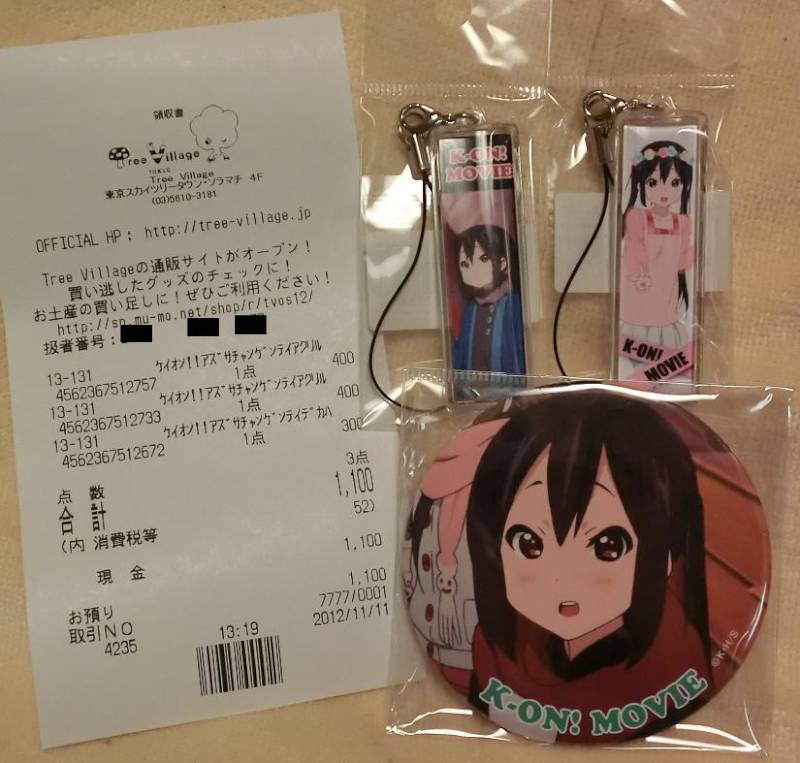 領収書
Tree Village
TOKYO
Tree Village
東京スカイツリータウン・ソラマチ 4F
(03)5610-3181
OFFICIAL HP: http://tree-village.jp
Tree Villageの通販サイトがオープン!
買い逃したグッズのチェックに!
お土産の買い足しに!ぜひご利用ください!
http://sp.mu-mo.net/shop/r/tvos12/
扱者番号:
13-131 ケイオン!!アズサチャンゲンテイアクリル
4562367512757 1点 400
13-131 ケイオン!!アズサチャンゲンテイアクリル
4562367512733 1点 400
13-131 ケイオン!!アズサチャンゲンテイデカハ
4562367512672 1点 300
点 数 3点
合 計 1,100
(内 消費税等 52)
現 金 1,100
お預り 1,100
取引NO 7777/0001
4235 13:19 2012/11/11
K-ON!
MOVIE
K-ON!
MOVIE
©K・H/S
K-ON! MOVIE